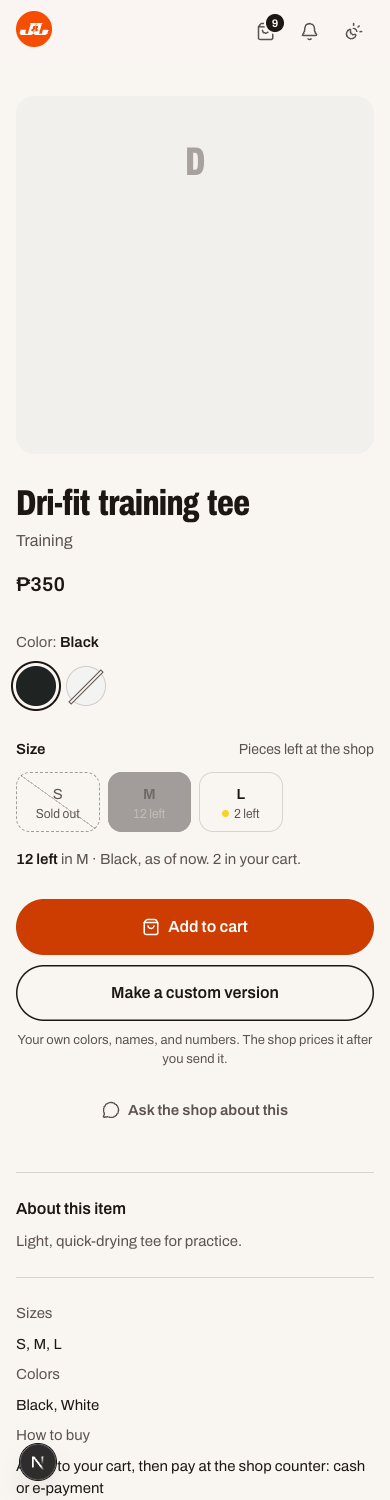 9
D
Dri-fit training tee
Training
₱350
Color: Black
Size
Pieces left at the shop
S
Sold out
M
12 left
L
2 left
12 left in M · Black, as of now. 2 in your cart.
Add to cart
Make a custom version
Your own colors, names, and numbers. The shop prices it after
you send it.
Ask the shop about this
About this item
Light, quick-drying tee for practice.
Sizes
S, M, L
Colors
Black, White
How to buy
N
to your cart, then pay at the shop counter: cash
or e-payment